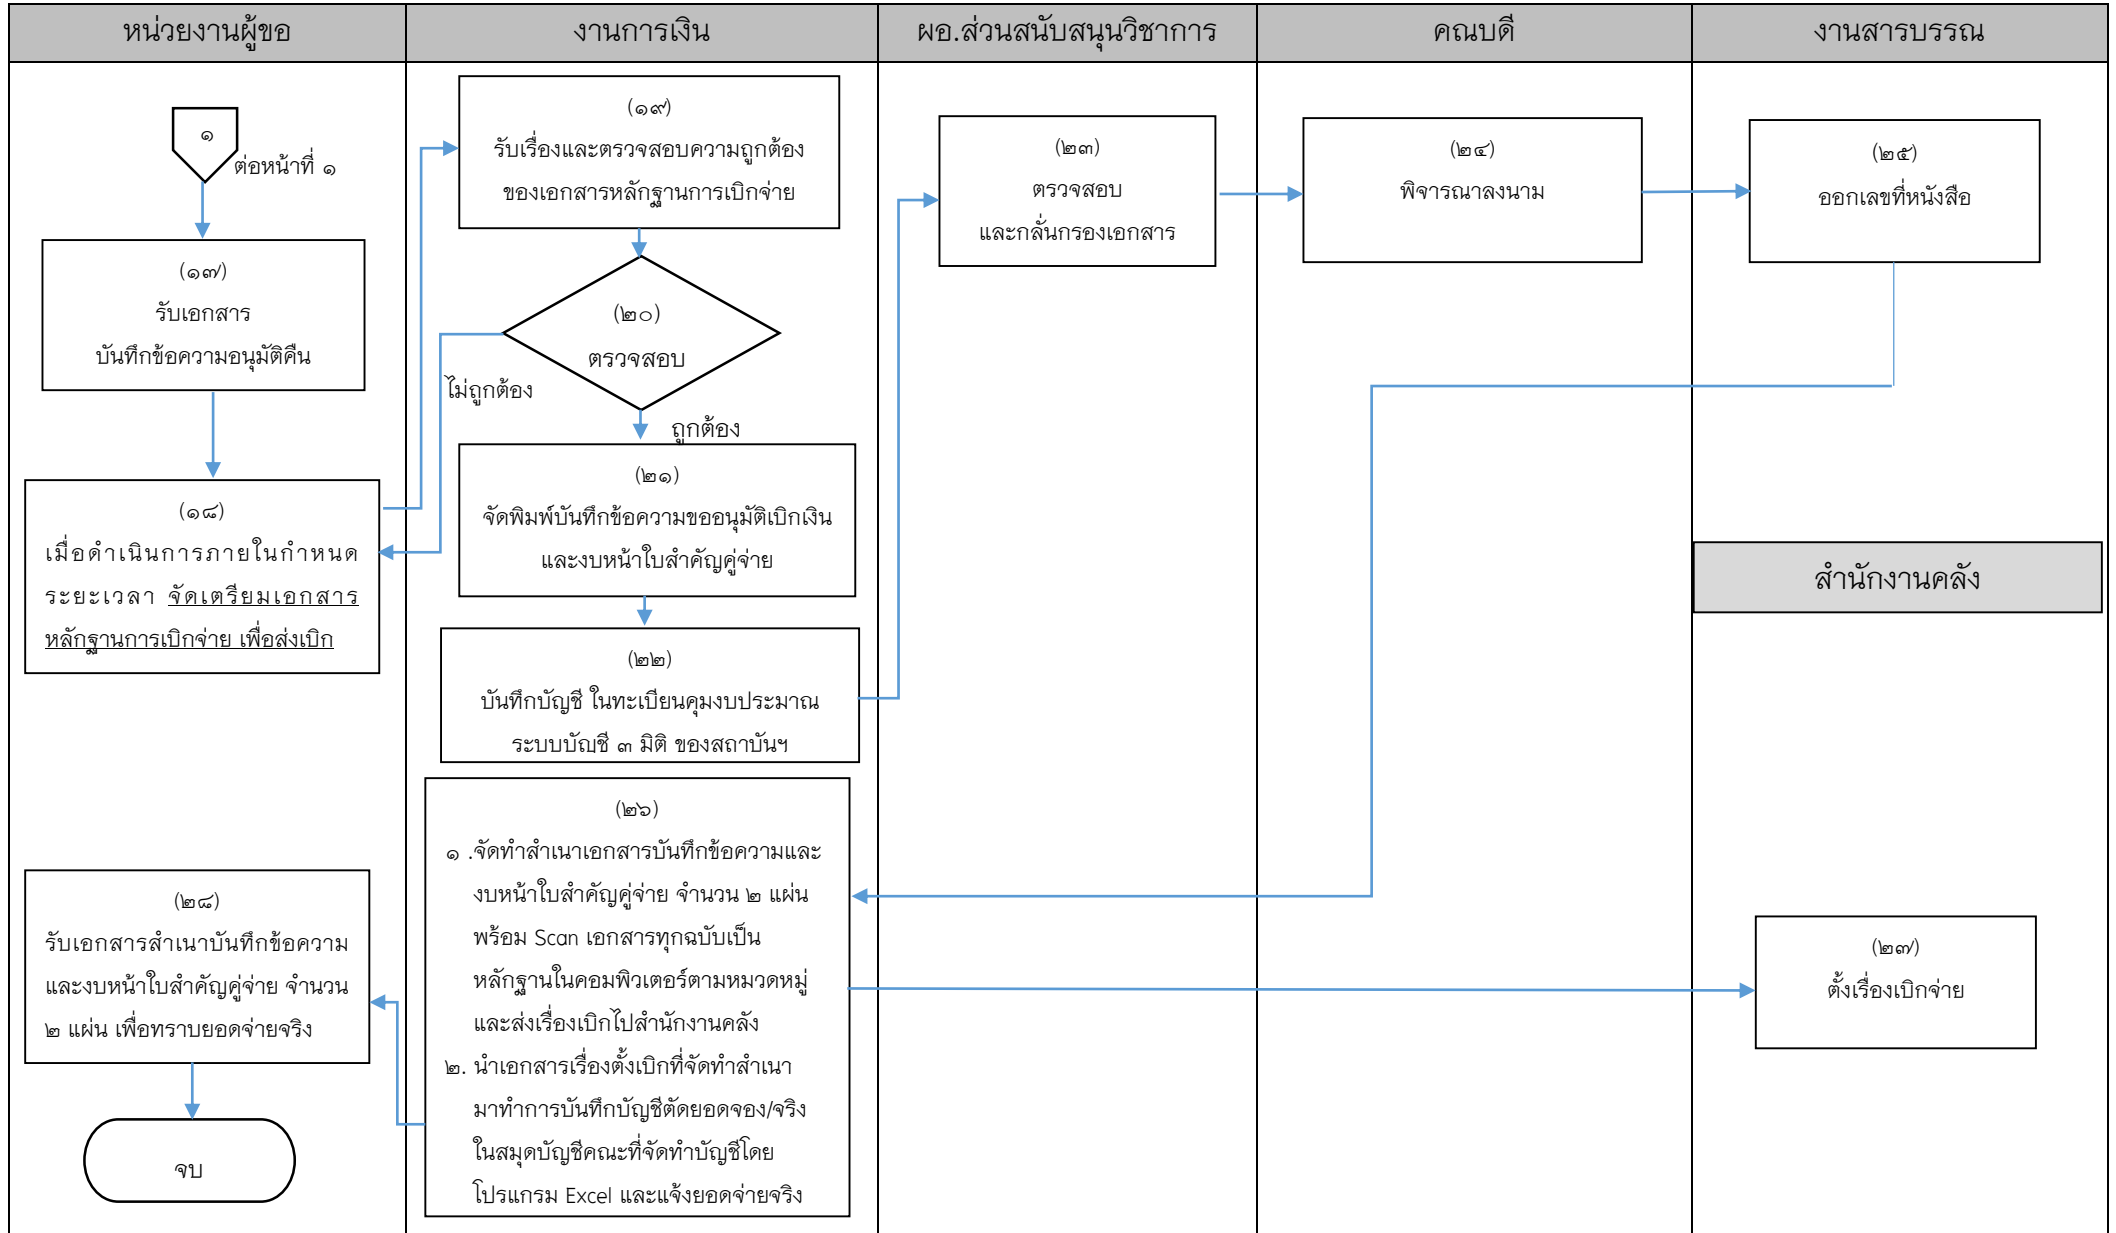 หน่วยงานผู้ขอ
งานการเงิน
ผอ.ส่วนสนับสนุนวิชาการ
คณบดี
งานสารบรรณ
๑
ต่อหน้าที่ ๑
(๑๗)
รับเอกสาร
บันทึกข้อความอนุมัติคืน
(๑๘)
เมื่อดำเนินการภายในกำหนด
ระยะเวลา จัดเตรียมเอกสาร
หลักฐานการเบิกจ่าย เพื่อส่งเบิก
(๑๙)
รับเรื่องและตรวจสอบความถูกต้อง
ของเอกสารหลักฐานการเบิกจ่าย
(๒๐)
ตรวจสอบ
ไม่ถูกต้อง
ถูกต้อง
(๒๑)
จัดพิมพ์บันทึกข้อความขออนุมัติเบิกเงิน
และงบหน้าใบสำคัญคู่จ่าย
(๒๒)
บันทึกบัญชี ในทะเบียนคุมงบประมาณ
ระบบบัญชี ๓ มิติ ของสถาบันฯ
(๒๓)
ตรวจสอบ
และกลั่นกรองเอกสาร
(๒๔)
พิจารณาลงนาม
(๒๕)
ออกเลขที่หนังสือ
สำนักงานคลัง
(๒๖)
๑ .จัดทำสำเนาเอกสารบันทึกข้อความและ
งบหน้าใบสำคัญคู่จ่าย จำนวน ๒ แผ่น
พร้อม Scan เอกสารทุกฉบับเป็น
หลักฐานในคอมพิวเตอร์ตามหมวดหมู่
และส่งเรื่องเบิกไปสำนักงานคลัง
๒. นำเอกสารเรื่องตั้งเบิกที่จัดทำสำเนา
มาทำการบันทึกบัญชีตัดยอดจอง/จริง
ในสมุดบัญชีคณะที่จัดทำบัญชีโดย
โปรแกรม Excel และแจ้งยอดจ่ายจริง
(๒๗)
ตั้งเรื่องเบิกจ่าย
(๒๘)
รับเอกสารสำเนาบันทึกข้อความ
และงบหน้าใบสำคัญคู่จ่าย จำนวน
๒ แผ่น เพื่อทราบยอดจ่ายจริง
จบ